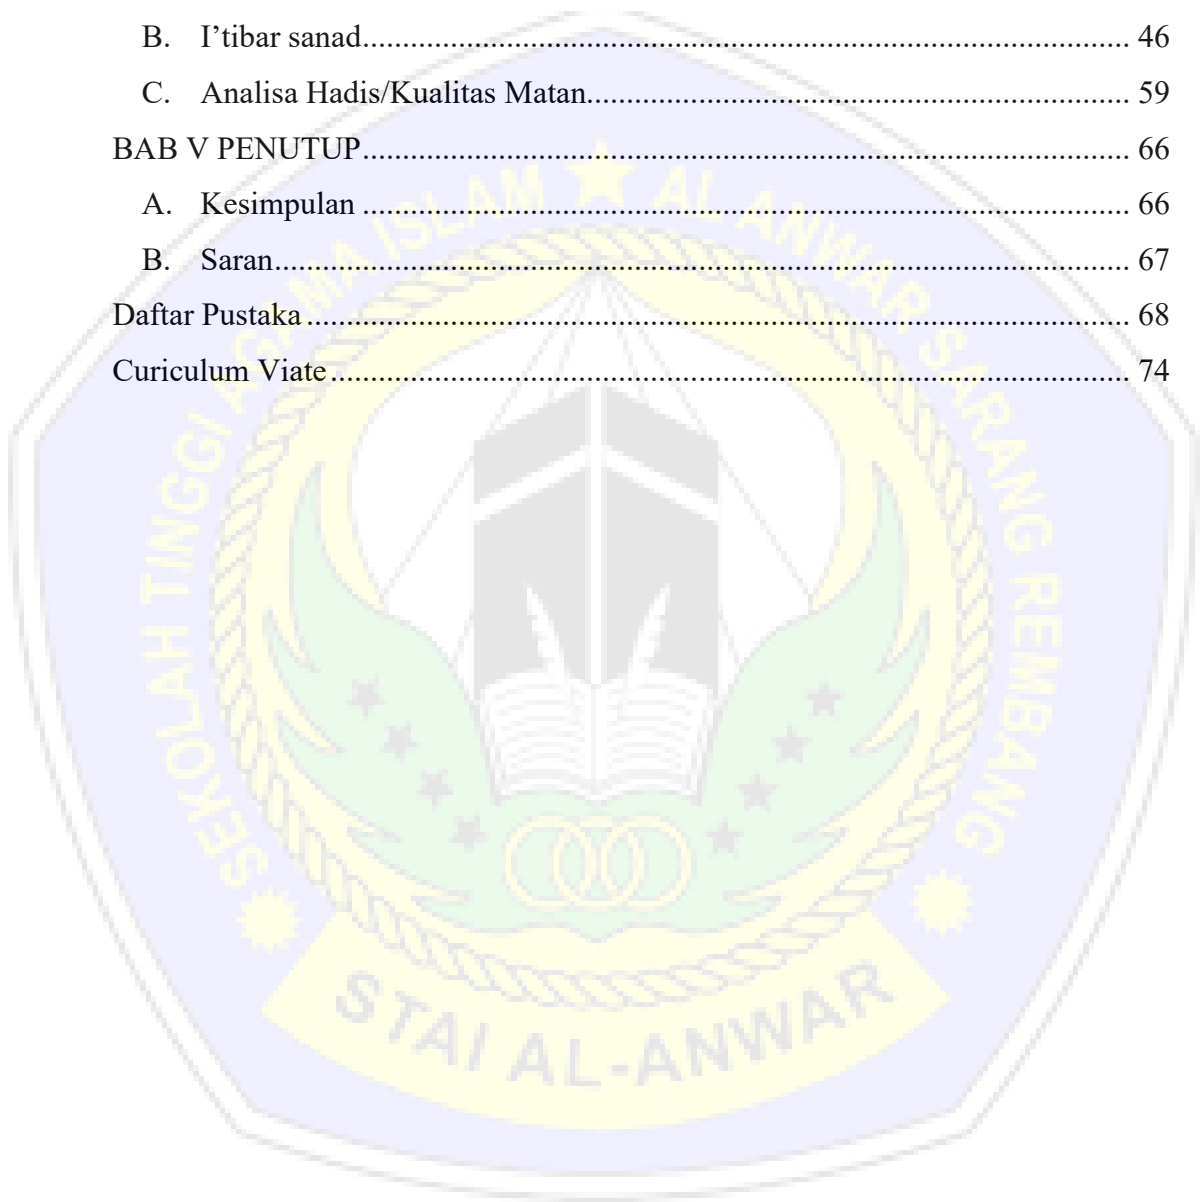 B. I’tibar sanad........................................................................................ 46
C. Analisa Hadis/Kualitas Matan........................................................ 59
BAB V PENUTUP........................................................................................ 66
A. Kesimpulan ........................................................................................ 66
B. Saran........................................................................................ 67
Daftar Pustaka ........................................................................................ 68
Curiculum Viate ........................................................................................ 74
SEKOLAH TINGGI AGAMA ISLAM AL ANWAR SARANG REMBANG
STAI AL-ANWAR